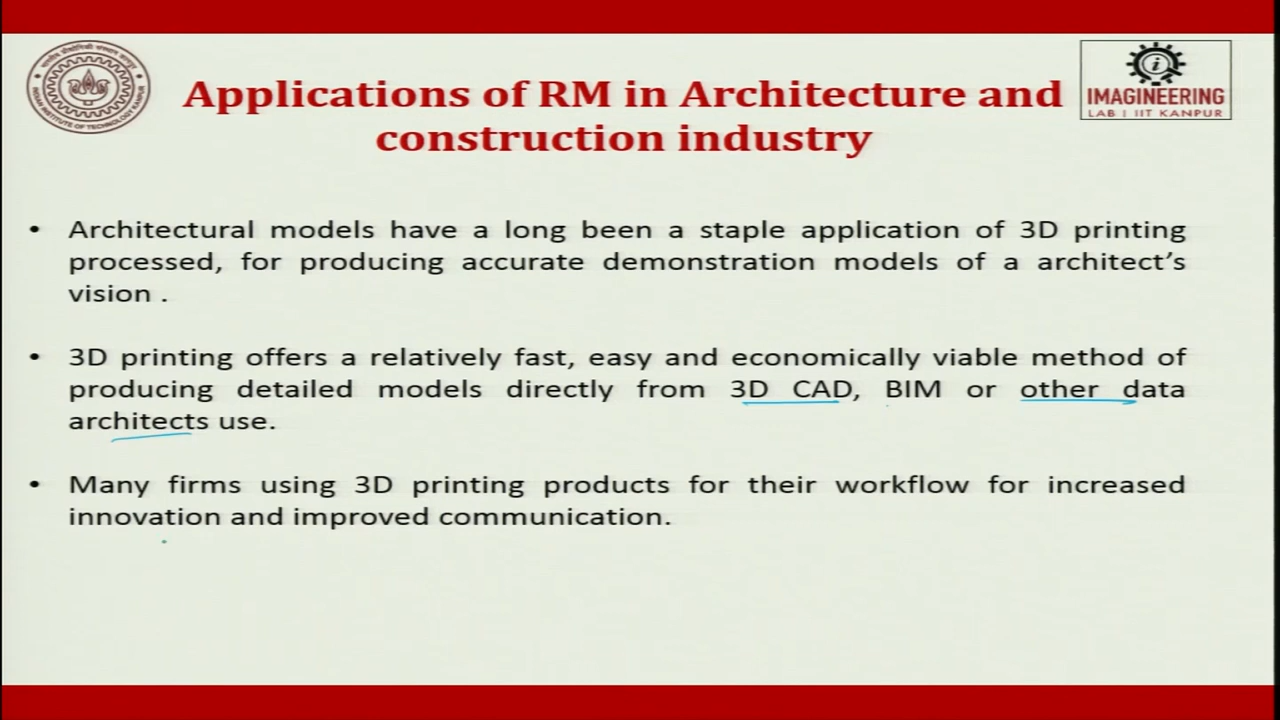 Applications of RM in Architecture and
construction industry
IMAGINEERING
LAB | IIT KANPUR
• Architectural models have a long been a staple application of 3D printing
processed, for producing accurate demonstration models of a architect's
vision .
• 3D printing offers a relatively fast, easy and economically viable method of
producing detailed models directly from 3D CAD, BIM or other data
architects use.
• Many firms using 3D printing products for their workflow for increased
innovation and improved communication.